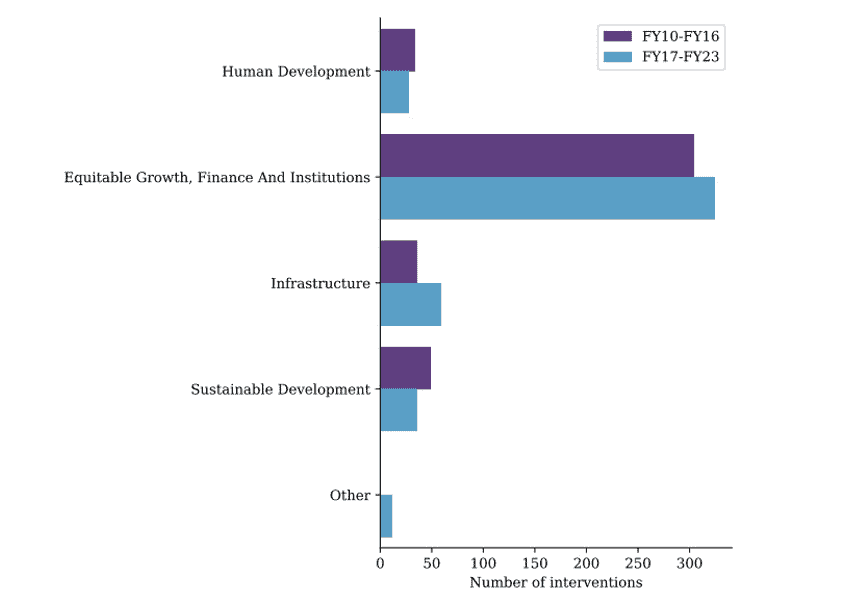 FY10-FY16
FY17-FY23
Human Development
Equitable Growth, Finance And Institutions
Infrastructure
Sustainable Development
Other
0 50 100 150 200 250 300
Number of interventions